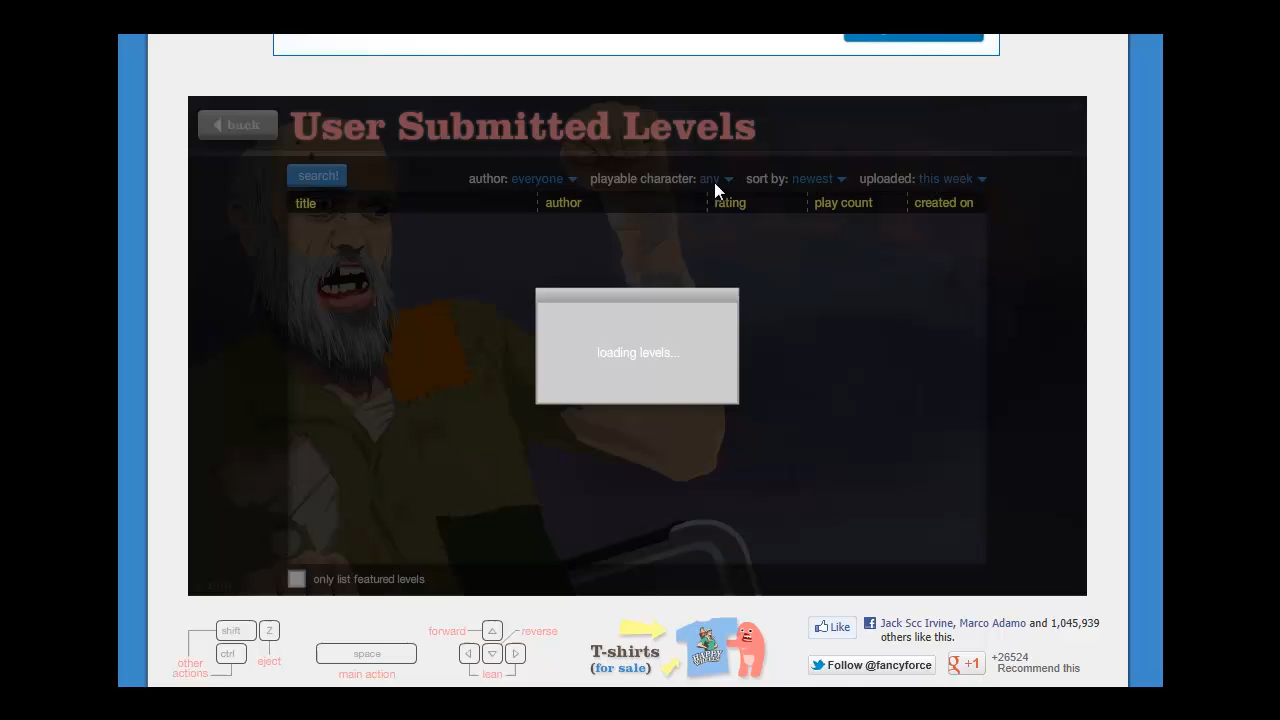 back
User Submitted Levels
search!
author: everyone playable character: any sort by: newest uploaded: this week
title author rating play count created on
loading levels...
only list featured levels
shift Z
ctrl
eject
other
actions
space
main action
forward reverse
lean
T-shirts
(for sale)
HAPPY
Like
Jack Scc Irvine, Marco Adamo and 1,045,939
others like this.
Follow @fancyforce
g +1
+26524
Recommend this